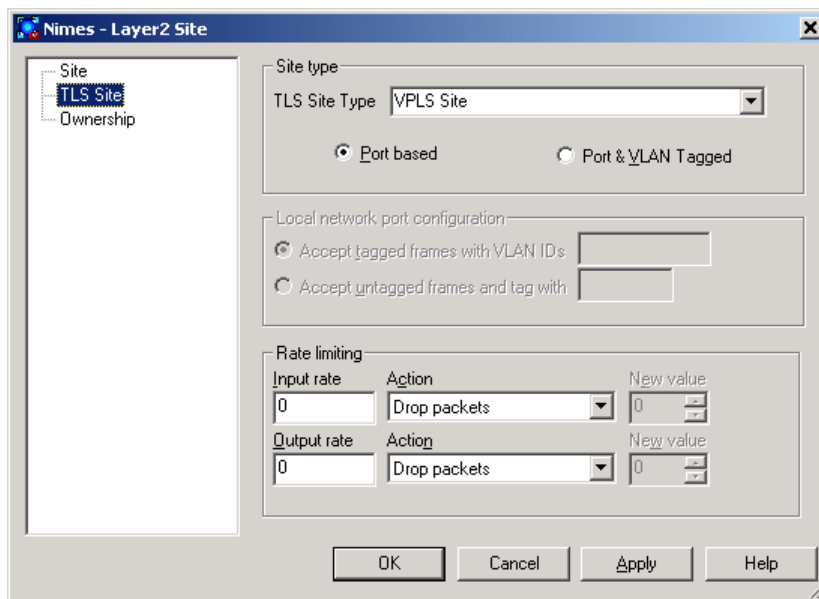 Nimes - Layer2 Site
Site
TLS Site
Ownership
Site type
TLS Site Type VPLS Site
Port based Port & VLAN Tagged
Local network port configuration
Accept tagged frames with VLAN IDs
Accept untagged frames and tag with
Rate limiting
Input rate Action New value
0 Drop packets 0
Output rate Action New value
0 Drop packets 0
OK Cancel Apply Help